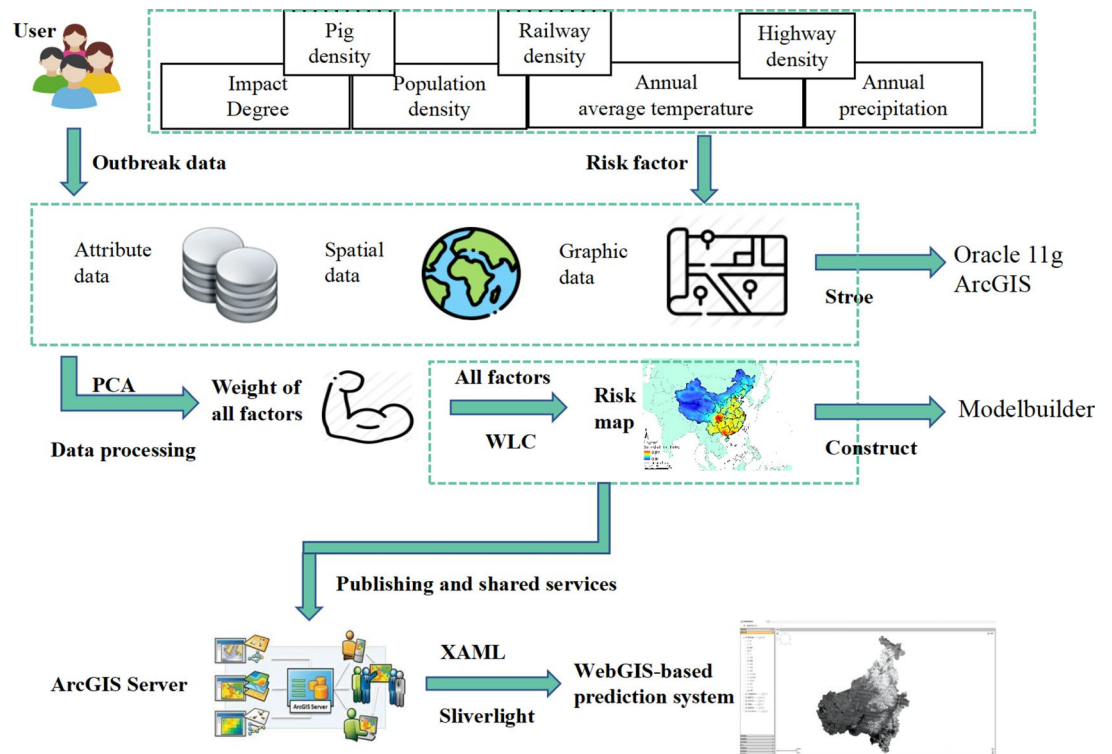 User
Pig
density
Railway
density
Highway
density
Impact
Degree
Population
density
Annual
average temperature
Annual
precipitation
Outbreak data
Risk factor
Attribute
data
Spatial
data
Graphic
data
Stroe
Oracle 11g
ArcGIS
PCA
Data processing
Weight of
all factors
All factors
WLC
Risk
map
Construct
Modelbuilder
Publishing and shared services
ArcGIS Server
ArcGIS Server
XAML
Sliverlight
WebGIS-based
prediction system